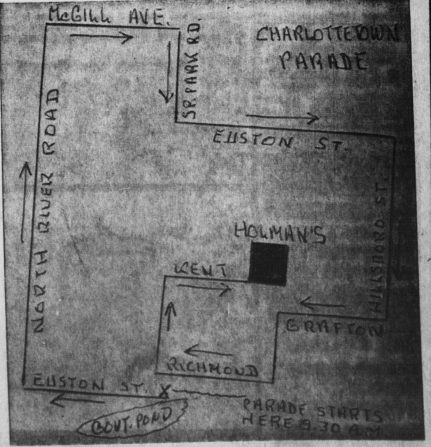 McGILL AVE.
CHARLOTTETOWN
PARADE
SP. PARK RD.
EUSTON ST.
NORTH RIVER ROAD
HILLSBORO ST.
HOLMAN'S
KENT
GRAFTON
RICHMOND
EUSTON ST. X
GOVT. POND
PARADE STARTS
HERE 9.30 A.M.